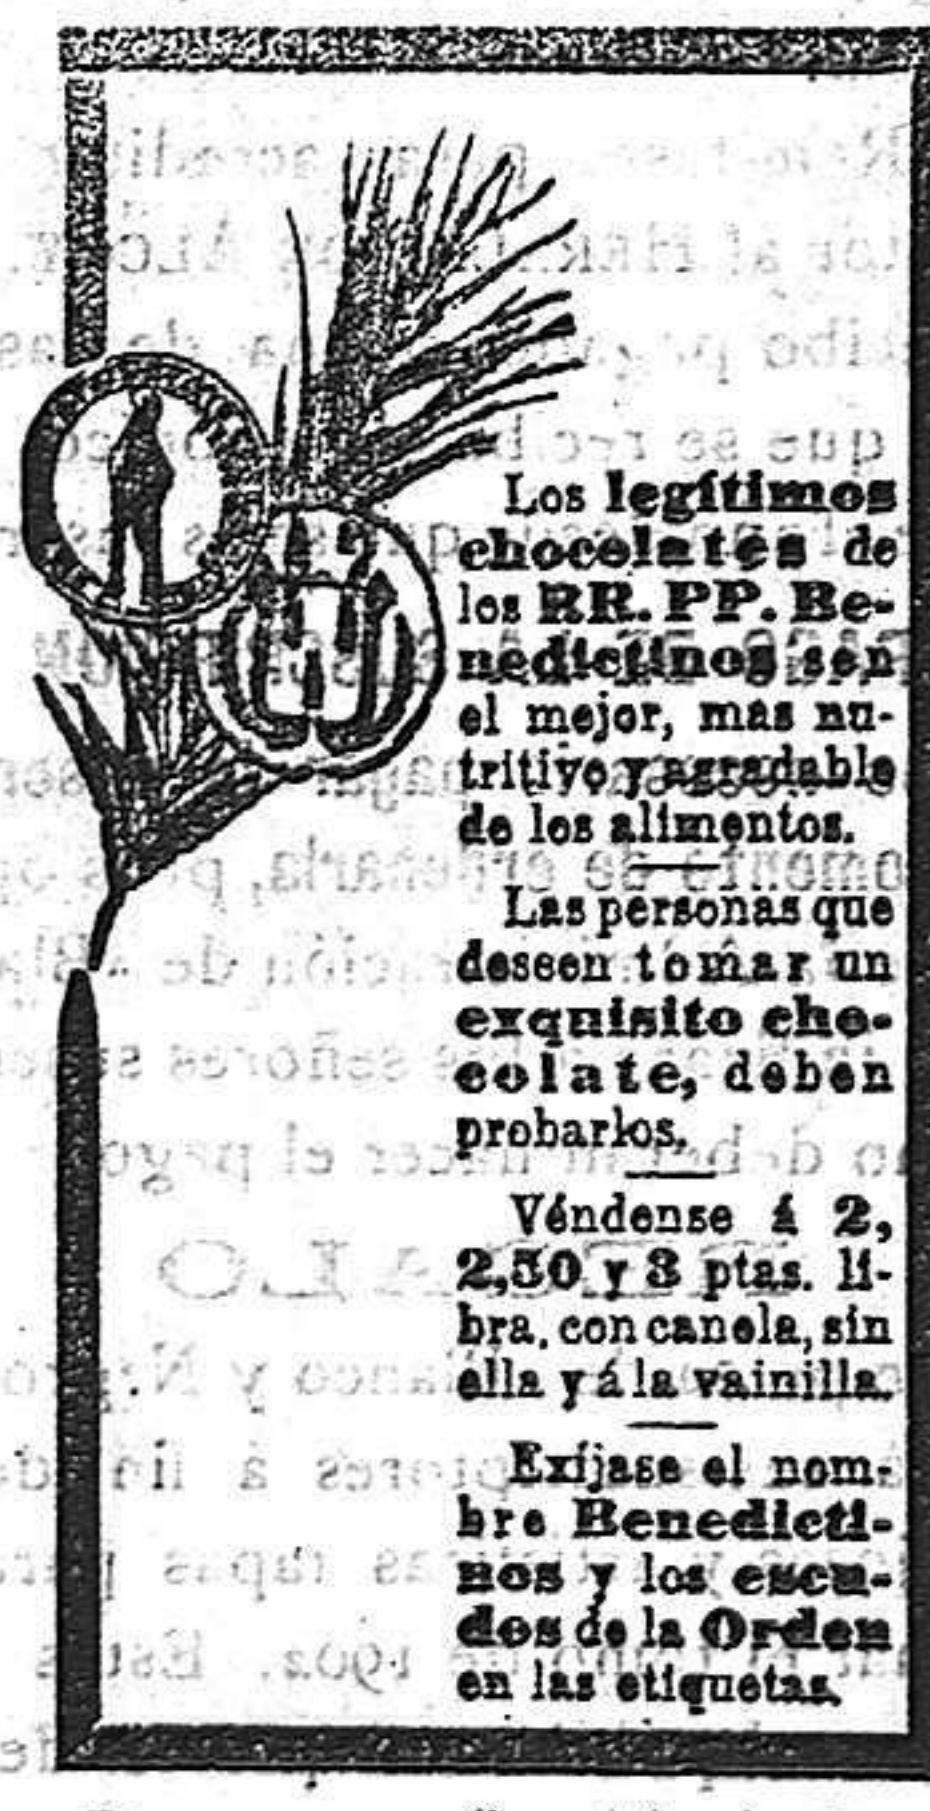 Los legítimos
chocolates de
los RR. PP. Be-
nedictinos son
el mejor, mas nu-
tritivo y agradable
de los alimentos.
Las personas que
deseen tomar un
exquisito cho-
colate, deben
probarlos.
Véndense á 2,
2,50 y 3 ptas. li-
bra, con canela, sin
ella y á la vainilla.
Exíjase el nom-
bre Benedicti-
nos y los escu-
dos de la Orden
en las etiquetas.